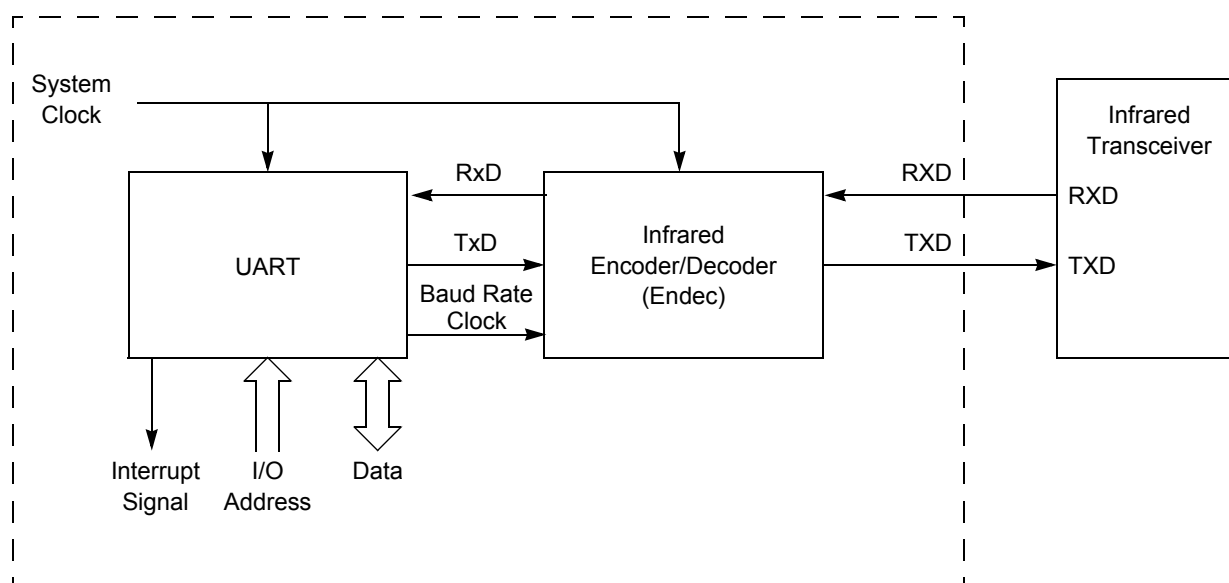 System
Clock
Infrared
Transceiver
RxD
RXD
RXD
TxD
TXD
TXD
UART
Infrared
Encoder/Decoder
(Endec)
Baud Rate
Clock
Interrupt
Signal
I/O
Address
Data